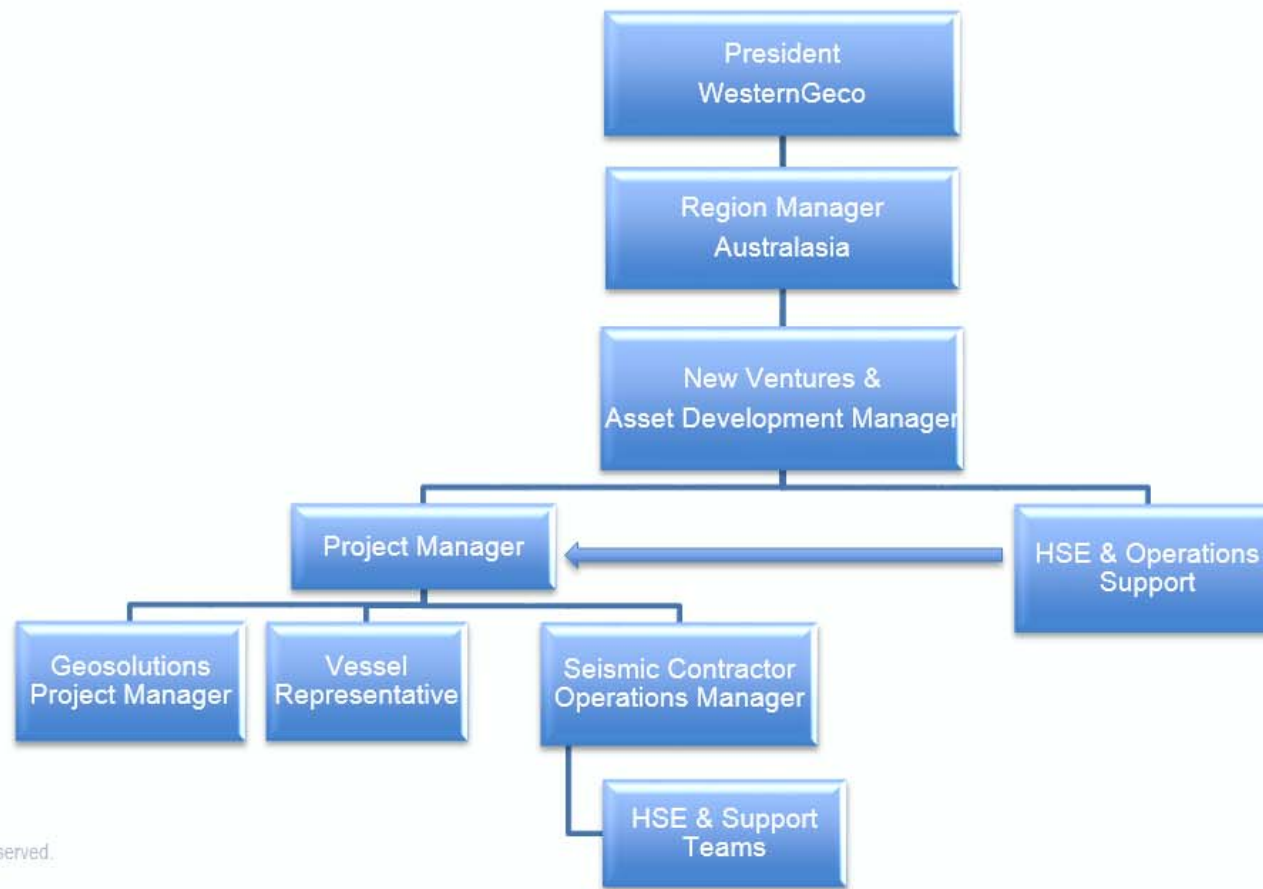 President
WesternGeco
Region Manager
Australasia
New Ventures &
Asset Development Manager
Project Manager
HSE & Operations
Support
Geosolutions
Project Manager
Vessel
Representative
Seismic Contractor
Operations Manager
HSE & Support
Teams
served.